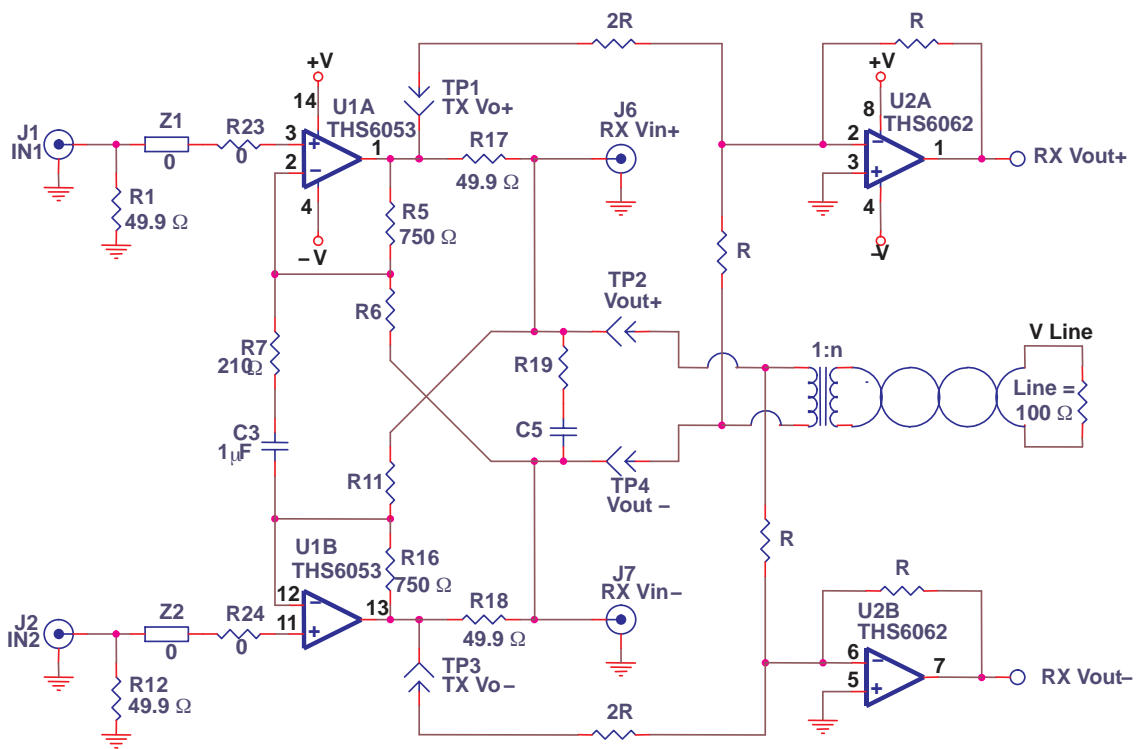 2R
R
+V
+V
TP1
TX Vo+
14
U1A
THS6053
J6
RX Vin+
8
U2A
THS6062
J1
IN1
Z1
0
R23
0
3
2
1
R17
49.9 Ω
2
3
1
RX Vout+
R1
49.9 Ω
4
–V
R5
750 Ω
4
–V
R
TP2
Vout+
R6
R7
210Ω
R19
1:n
V Line
Line =
100 Ω
C3
1μF
C5
R11
TP4
Vout –
R
U1B
THS6053
R16
750 Ω
J7
RX Vin–
R
U2B
THS6062
J2
IN2
Z2
0
R24
0
12
11
13
R18
49.9 Ω
6
5
7
RX Vout–
R12
49.9 Ω
TP3
TX Vo–
2R